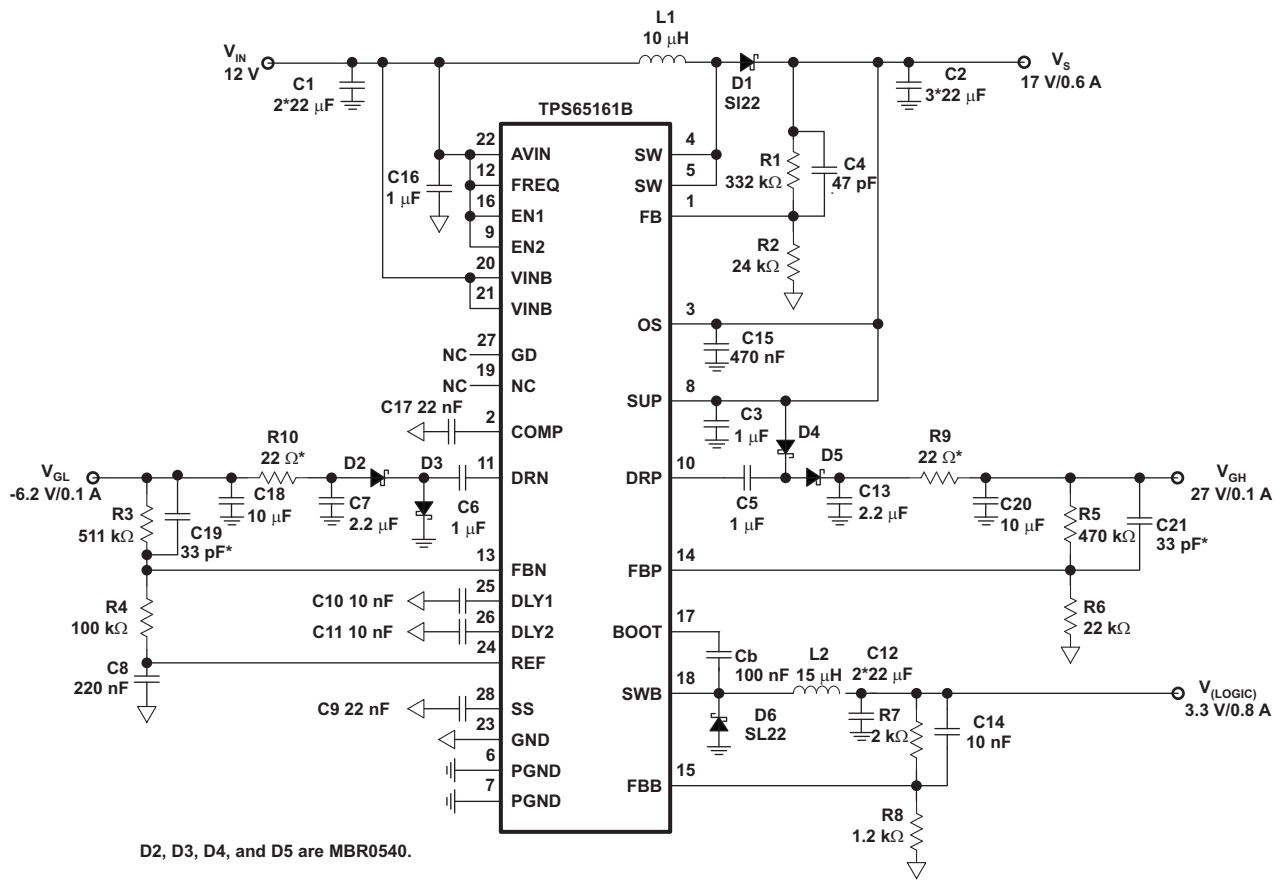 L1
10 μH
V_IN
12 V
C1
2*22 μF
D1
SI22
C2
3*22 μF
V_S
17 V/0.6 A
TPS65161B
22
AVIN
12
FREQ
16
EN1
9
EN2
20
VINB
21
VINB
27
NC
GD
19
NC
NC
C17 22 nF
2
COMP
11
DRN
13
FBN
25
C10 10 nF
DLY1
26
C11 10 nF
DLY2
24
REF
28
C9 22 nF
SS
23
GND
6
PGND
7
PGND
4
SW
5
SW
1
FB
3
OS
8
SUP
10
DRP
14
FBP
17
BOOT
18
SWB
15
FBB
C16
1 μF
R1
332 kΩ
C4
47 pF
R2
24 kΩ
C15
470 nF
C3
1 μF
D4
D5
C5
1 μF
C13
2.2 μF
R9
22 Ω*
C20
10 μF
R5
470 kΩ
C21
33 pF*
V_GH
27 V/0.1 A
R6
22 kΩ
V_GL
-6.2 V/0.1 A
R10
22 Ω*
D2
D3
R3
511 kΩ
C19
33 pF*
C18
10 μF
C7
2.2 μF
C6
1 μF
R4
100 kΩ
C8
220 nF
Cb
100 nF
L2
15 μH
C12
2*22 μF
D6
SL22
R7
2 kΩ
C14
10 nF
V_(LOGIC)
3.3 V/0.8 A
R8
1.2 kΩ
D2, D3, D4, and D5 are MBR0540.